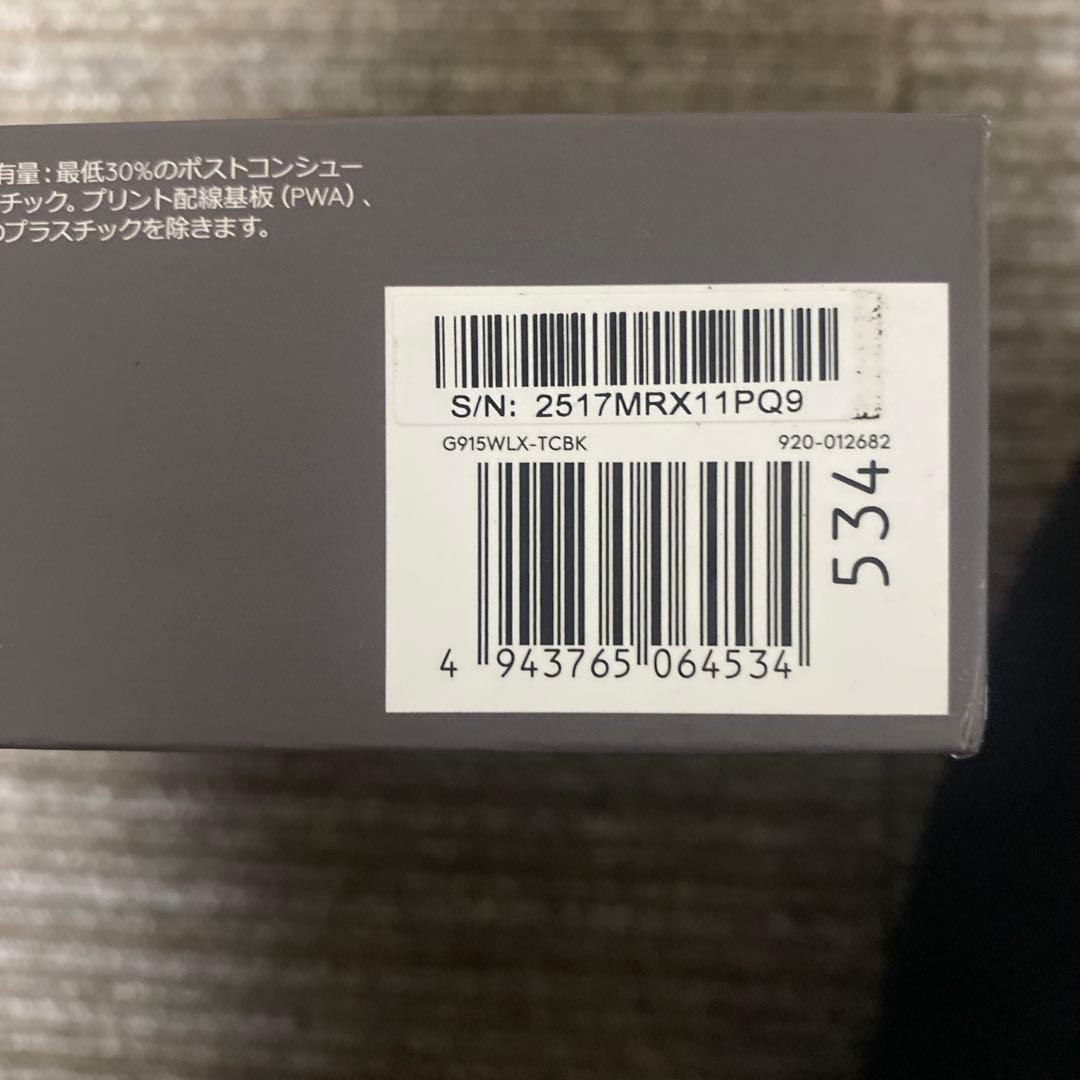 有量：最低30%のポストコンシュー
チック。プリント配線基板（PWA）、
のプラスチックを除きます。
S/N: 2517MRX11PQ9
G915WLX-TCBK 920-012682
534
4 943765 064534